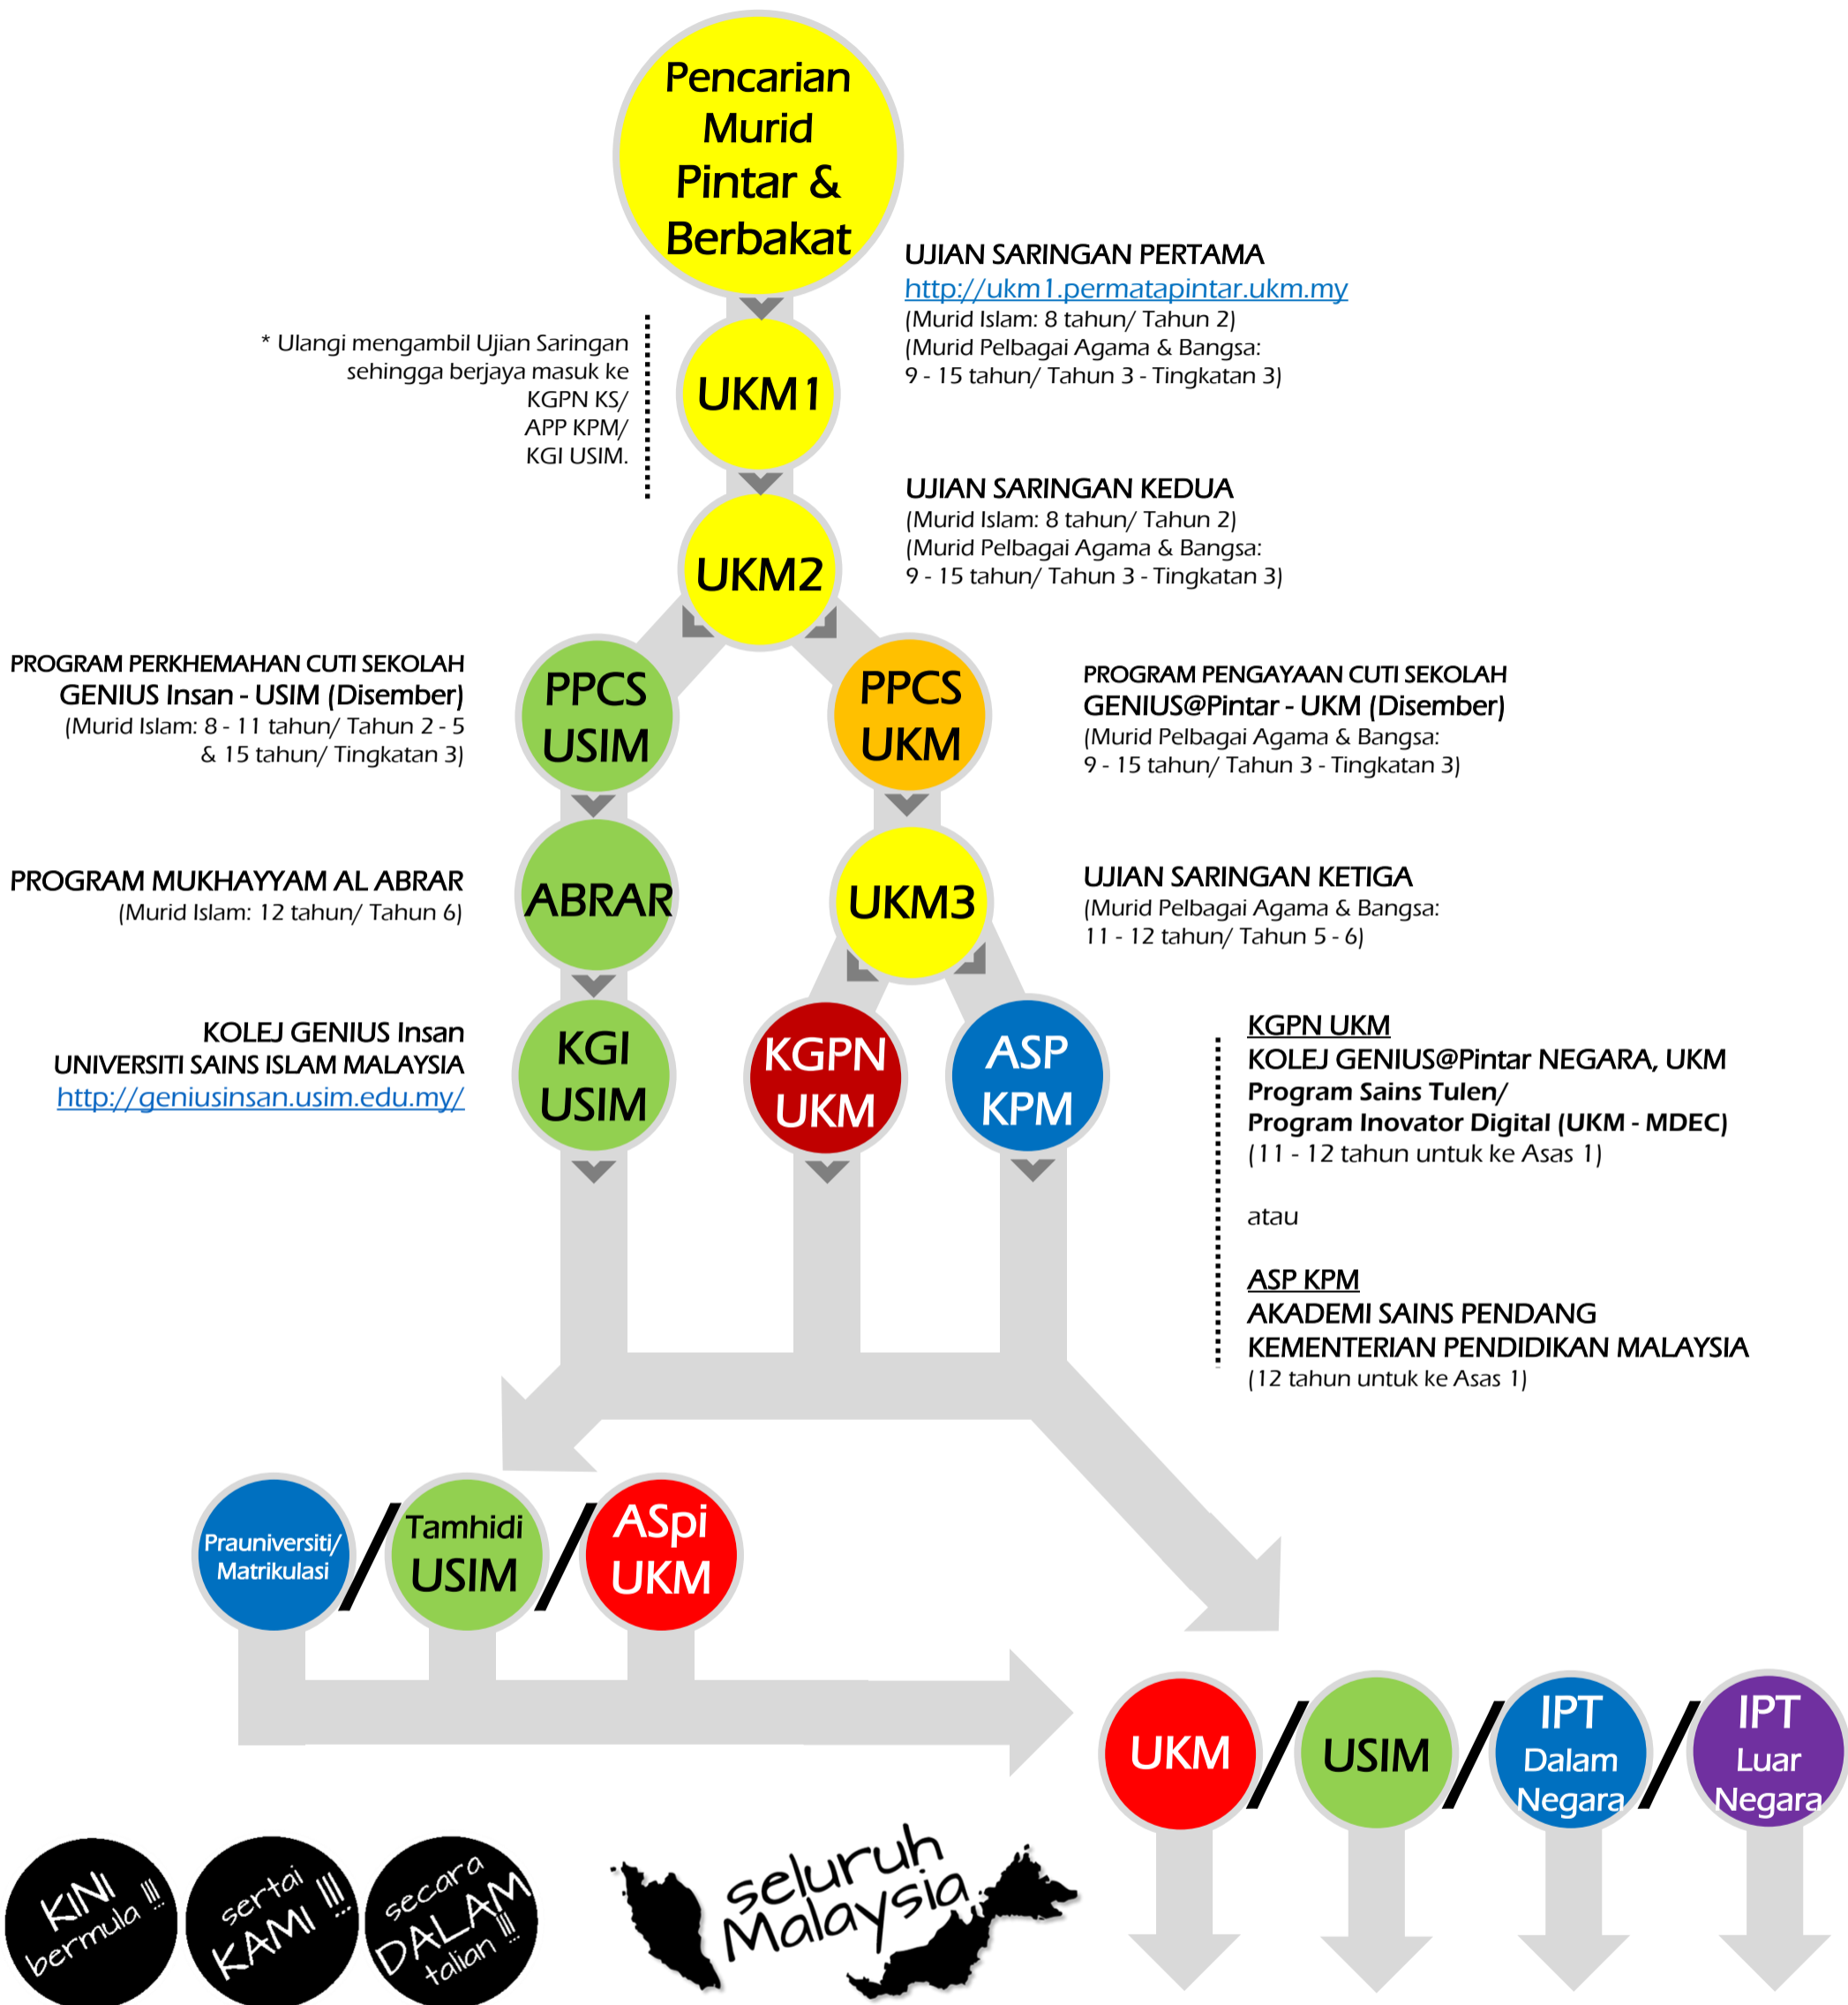 Pencarian
Murid
Pintar &
Berbakat
UJIAN SARINGAN PERTAMA
http://ukm1.permatapintar.ukm.my
(Murid Islam: 8 tahun/ Tahun 2)
(Murid Pelbagai Agama & Bangsa:
9 - 15 tahun/ Tahun 3 - Tingkatan 3)
* Ulangi mengambil Ujian Saringan
sehingga berjaya masuk ke
KGPN KS/
APP KPM/
KGI USIM.
UKM1
UJIAN SARINGAN KEDUA
(Murid Islam: 8 tahun/ Tahun 2)
(Murid Pelbagai Agama & Bangsa:
9 - 15 tahun/ Tahun 3 - Tingkatan 3)
UKM2
PROGRAM PERKHEMAHAN CUTI SEKOLAH
GENIUS Insan - USIM (Disember)
(Murid Islam: 8 - 11 tahun/ Tahun 2 - 5
& 15 tahun/ Tingkatan 3)
PPCS
USIM
PPCS
UKM
PROGRAM PENGAYAAN CUTI SEKOLAH
GENIUS@Pintar - UKM (Disember)
(Murid Pelbagai Agama & Bangsa:
9 - 15 tahun/ Tahun 3 - Tingkatan 3)
PROGRAM MUKHAYYAM AL ABRAR
(Murid Islam: 12 tahun/ Tahun 6)
ABRAR
UKM3
UJIAN SARINGAN KETIGA
(Murid Pelbagai Agama & Bangsa:
11 - 12 tahun/ Tahun 5 - 6)
KOLEJ GENIUS Insan
UNIVERSITI SAINS ISLAM MALAYSIA
http://geniusinsan.usim.edu.my/
KGI
USIM
KGPN
UKM
ASP
KPM
KGPN UKM
KOLEJ GENIUS@Pintar NEGARA, UKM
Program Sains Tulen/
Program Inovator Digital (UKM - MDEC)
(11 - 12 tahun untuk ke Asas 1)
atau
ASP KPM
AKADEMI SAINS PENDANG
KEMENTERIAN PENDIDIKAN MALAYSIA
(12 tahun untuk ke Asas 1)
Prauniversiti/
Matrikulasi
/
Tamhidi
USIM
/
ASpi
UKM
UKM
/
USIM
/
IPT
Dalam
Negara
/
IPT
Luar
Negara
KINI
bermula !!!
sertai
KAMI !!!
secara
DALAM
talian !!!
seluruh
Malaysia